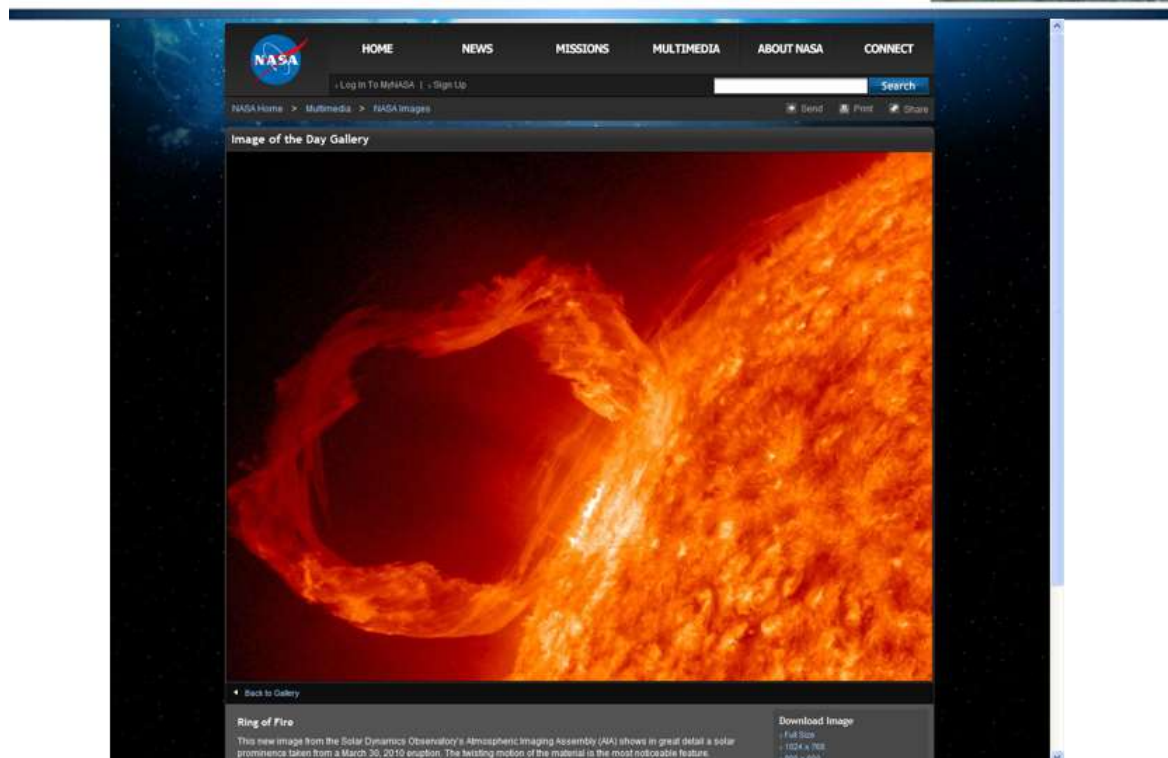 NASA
HOME NEWS MISSIONS MULTIMEDIA ABOUT NASA CONNECT
Log In To MyNASA | Sign Up Search
NASA Home > Multimedia > NASA Images Send Print Share
Image of the Day Gallery
Back to Gallery
Ring of Fire
This new image from the Solar Dynamics Observatory's Atmospheric Imaging Assembly (AIA) shows in great detail a solar
prominence taken from a March 30, 2010 eruption. The twisting motion of the material is the most noticeable feature.
Download Image
Full Size
1024 x 768